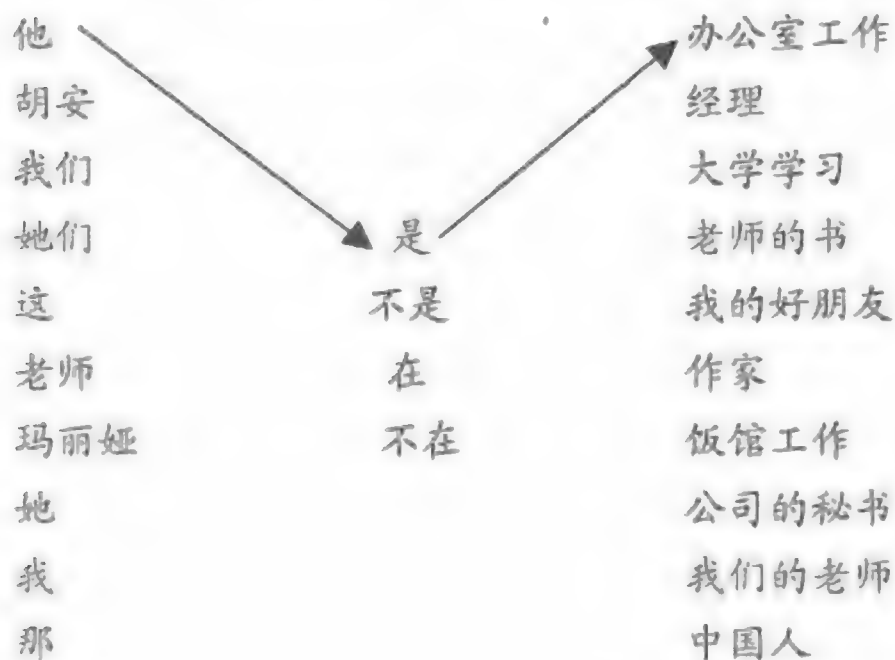 他 办公室工作
胡安 经理
我们 大学学习
她们 是 老师的书
这 不是 我的好朋友
老师 在 作家
玛丽娅 不在 饭馆工作
她 公司的秘书
我 我们的老师
那 中国人